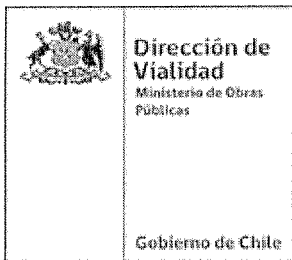 Dirección de
Vialidad
Ministerio de Obras
Públicas
Gobierno de Chile